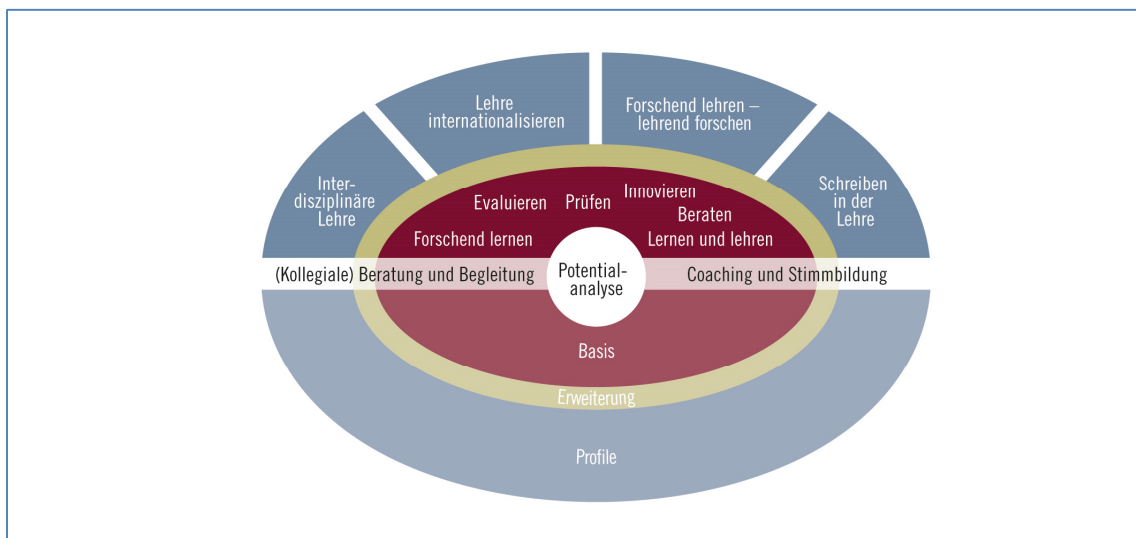 Lehre
internationalisieren
Forschend lehren –
lehrend forschen
Inter-
disziplinäre
Lehre
Schreiben
in der
Lehre
Evaluieren
Prüfen
Innovieren
Beraten
Forschend lernen
Lernen und lehren
(Kollegiale) Beratung und Begleitung
Potential-
analyse
Coaching und Stimmbildung
Basis
Erweiterung
Profile